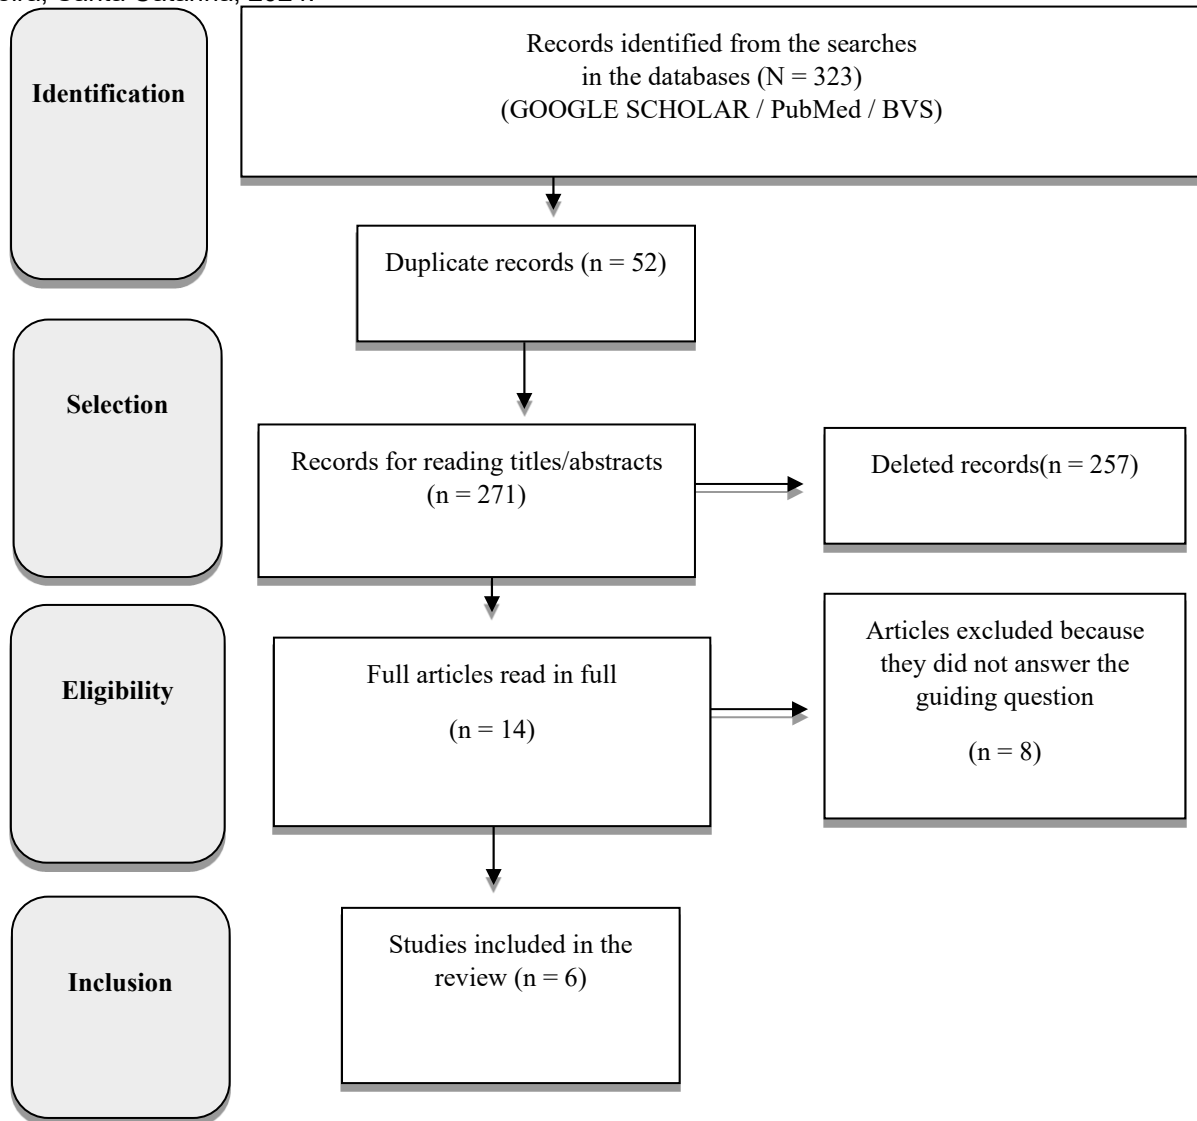 Identification
Records identified from the searches
in the databases (N = 323)
(GOOGLE SCHOLAR / PubMed / BVS)
Duplicate records (n = 52)
Selection
Records for reading titles/abstracts
(n = 271)
Deleted records(n = 257)
Eligibility
Full articles read in full
(n = 14)
Articles excluded because
they did not answer the
guiding question
(n = 8)
Inclusion
Studies included in the
review (n = 6)